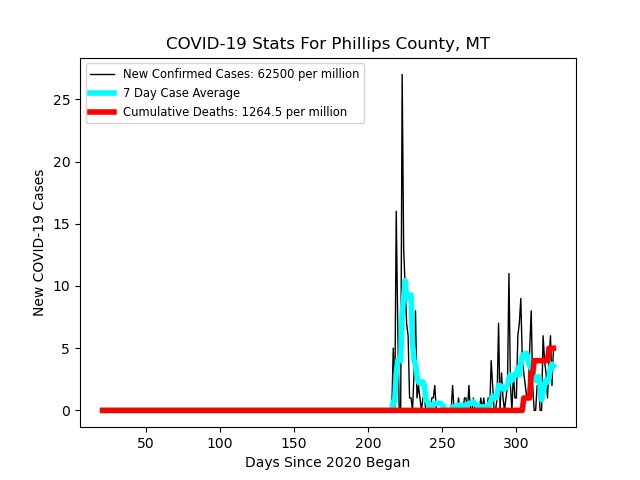 COVID-19 Stats For Phillips County, MT
New Confirmed Cases: 62500 per million
7 Day Case Average
Cumulative Deaths: 1264.5 per million
New COVID-19 Cases
25
20
15
10
5
0
50
100
150
200
250
300
Days Since 2020 Began